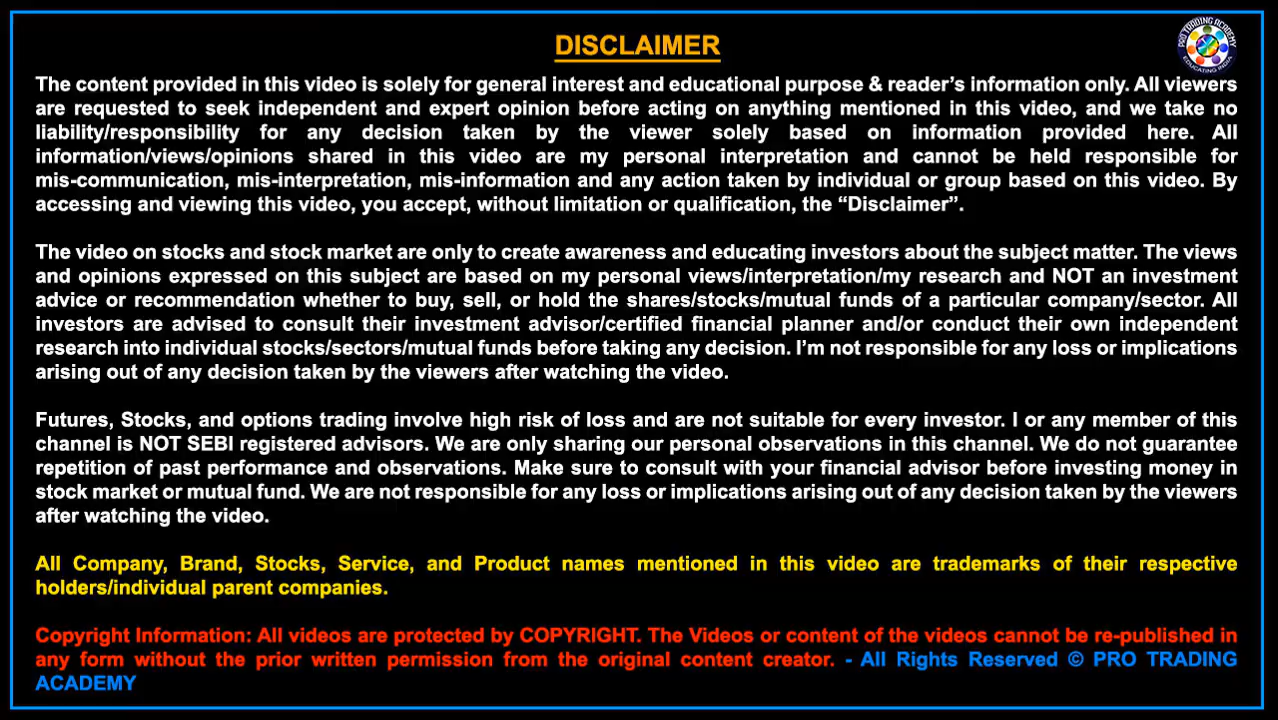 DISCLAIMER
PRO TRADING ACADEMY
EDUCATING INDIA
The content provided in this video is solely for general interest and educational purpose & reader’s information only. All viewers
are requested to seek independent and expert opinion before acting on anything mentioned in this video, and we take no
liability/responsibility for any decision taken by the viewer solely based on information provided here. All
information/views/opinions shared in this video are my personal interpretation and cannot be held responsible for
mis-communication, mis-interpretation, mis-information and any action taken by individual or group based on this video. By
accessing and viewing this video, you accept, without limitation or qualification, the “Disclaimer”.
The video on stocks and stock market are only to create awareness and educating investors about the subject matter. The views
and opinions expressed on this subject are based on my personal views/interpretation/my research and NOT an investment
advice or recommendation whether to buy, sell, or hold the shares/stocks/mutual funds of a particular company/sector. All
investors are advised to consult their investment advisor/certified financial planner and/or conduct their own independent
research into individual stocks/sectors/mutual funds before taking any decision. I’m not responsible for any loss or implications
arising out of any decision taken by the viewers after watching the video.
Futures, Stocks, and options trading involve high risk of loss and are not suitable for every investor. I or any member of this
channel is NOT SEBI registered advisors. We are only sharing our personal observations in this channel. We do not guarantee
repetition of past performance and observations. Make sure to consult with your financial advisor before investing money in
stock market or mutual fund. We are not responsible for any loss or implications arising out of any decision taken by the viewers
after watching the video.
All Company, Brand, Stocks, Service, and Product names mentioned in this video are trademarks of their respective
holders/individual parent companies.
Copyright Information: All videos are protected by COPYRIGHT. The Videos or content of the videos cannot be re-published in
any form without the prior written permission from the original content creator. - All Rights Reserved © PRO TRADING
ACADEMY